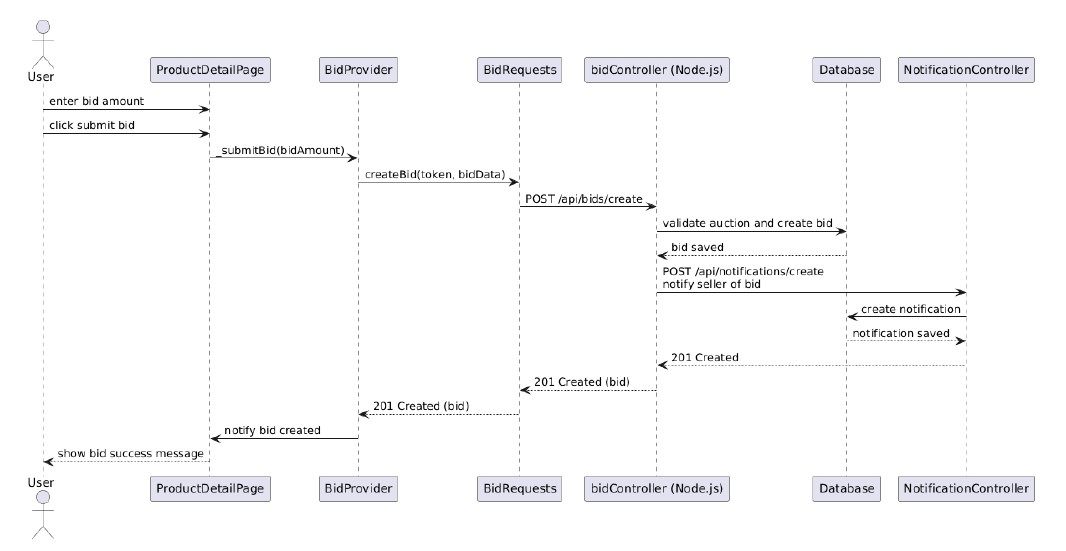 User
ProductDetailPage
BidProvider
BidRequests
bidController (Node.js)
Database
NotificationController
enter bid amount
click submit bid
_submitBid(bidAmount)
createBid(token, bidData)
POST /api/bids/create
validate auction and create bid
bid saved
POST /api/notifications/create
notify seller of bid
create notification
notification saved
201 Created
201 Created (bid)
201 Created (bid)
notify bid created
show bid success message
User
ProductDetailPage
BidProvider
BidRequests
bidController (Node.js)
Database
NotificationController